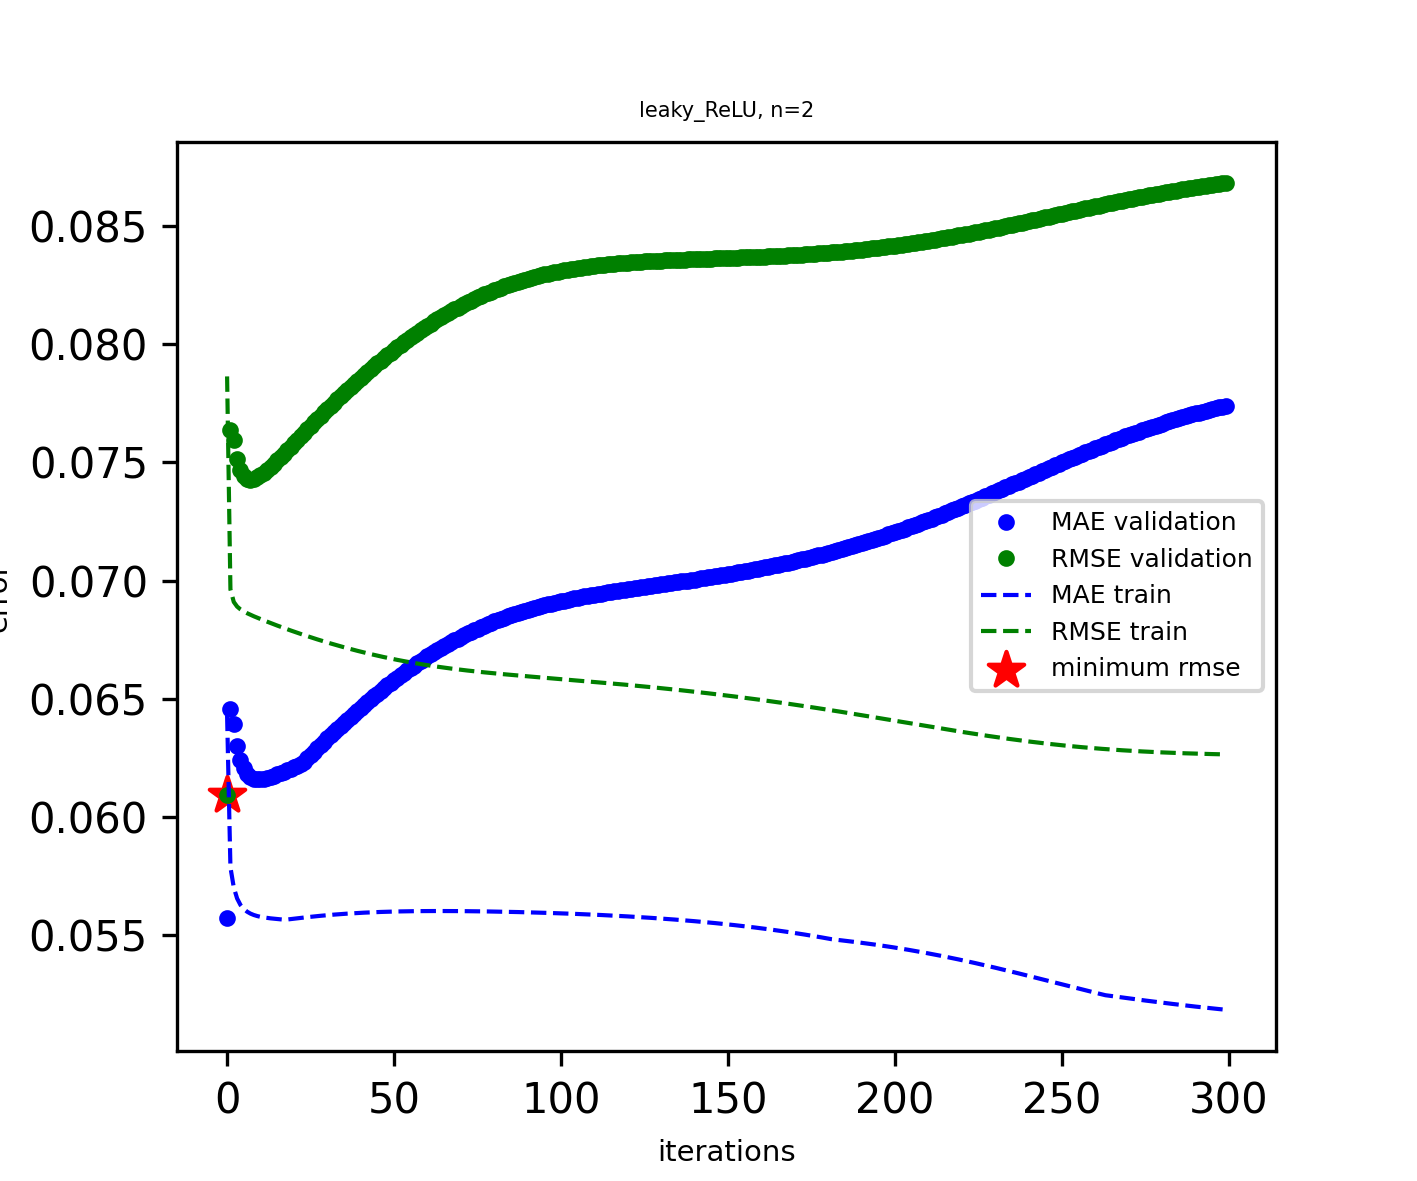 leaky_ReLU, n=2
0.085
0.080
0.075
0.070
0.065
0.060
0.055
MAE validation
RMSE validation
MAE train
RMSE train
minimum rmse
0 50 100 150 200 250 300
iterations